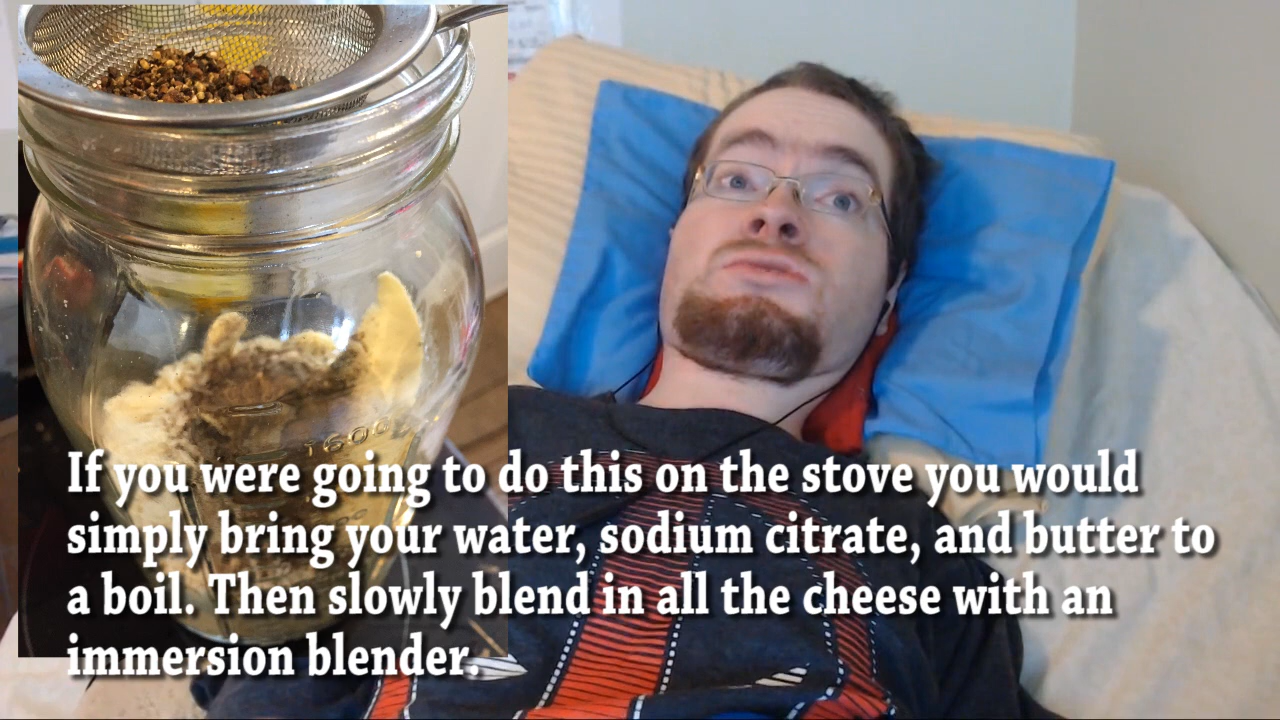 1600
If you were going to do this on the stove you would
simply bring your water, sodium citrate, and butter to
a boil. Then slowly blend in all the cheese with an
immersion blender.